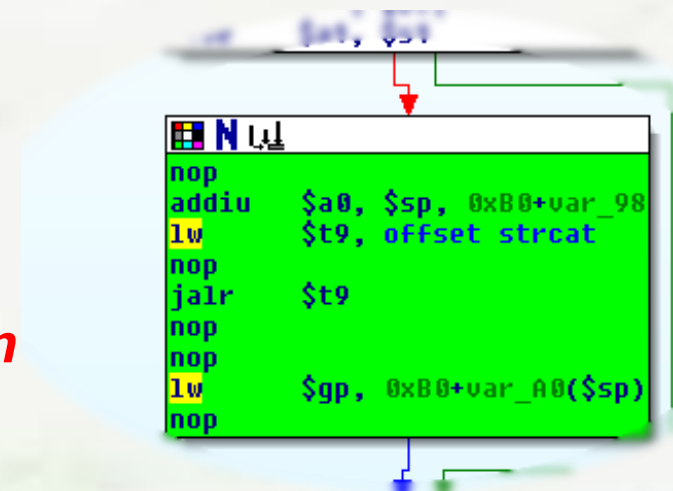 nop
addiu $a0, $sp, 0xB0+var_98
lw $t9, offset strcat
nop
jalr $t9
nop
nop
lw $gp, 0xB0+var_A0($sp)
nop